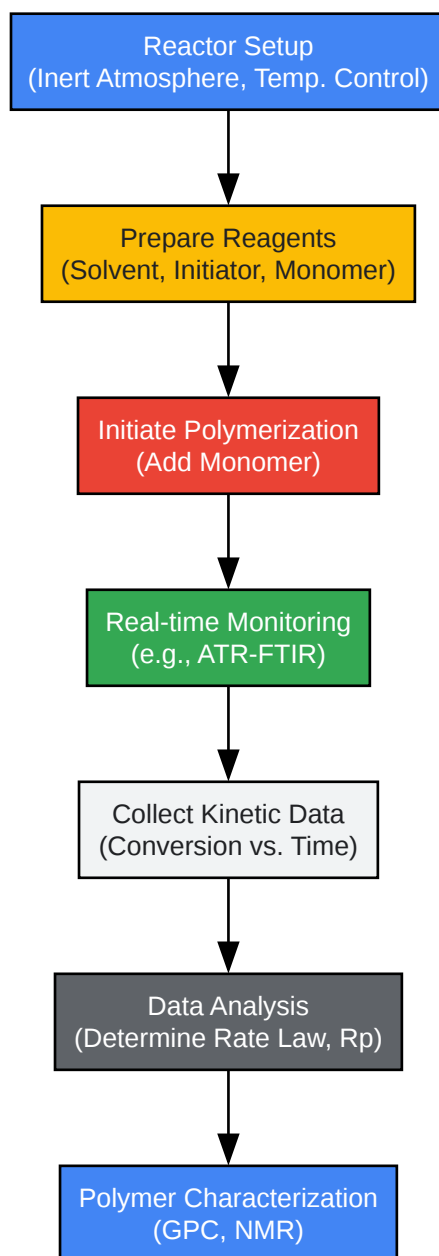 Reactor Setup
(Inert Atmosphere, Temp. Control)
Prepare Reagents
(Solvent, Initiator, Monomer)
Initiate Polymerization
(Add Monomer)
Real-time Monitoring
(e.g., ATR-FTIR)
Collect Kinetic Data
(Conversion vs. Time)
Data Analysis
(Determine Rate Law, Rp)
Polymer Characterization
(GPC, NMR)